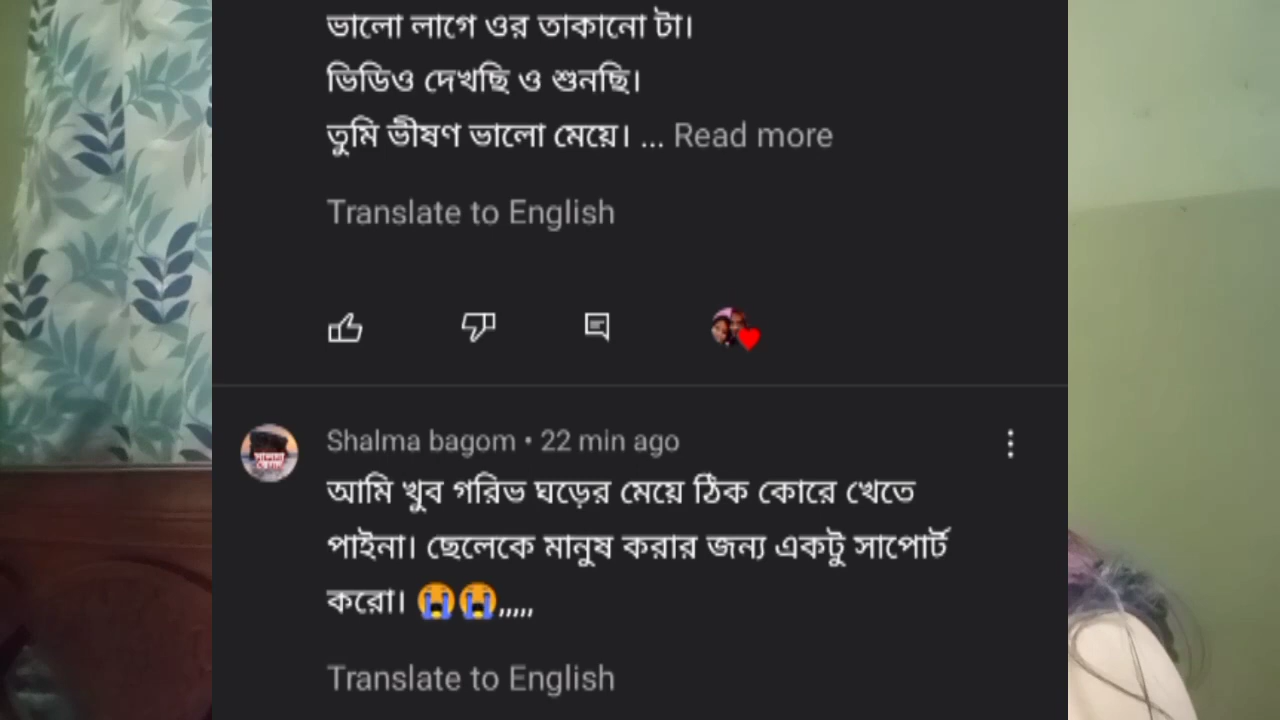 ভালো লাগে ওর তাকানো টা।
ভিডিও দেখছি ও শুনছি।
তুমি ভীষণ ভালো মেয়ে। ... Read more
Translate to English
Shalma bagom • 22 min ago
আমি খুব গরিভ ঘড়ের মেয়ে ঠিক কোরে খেতে
পাইনা। ছেলেকে মানুষ করার জন্য একটু সাপোর্ট
করো। 😭😭,,,,,
Translate to English